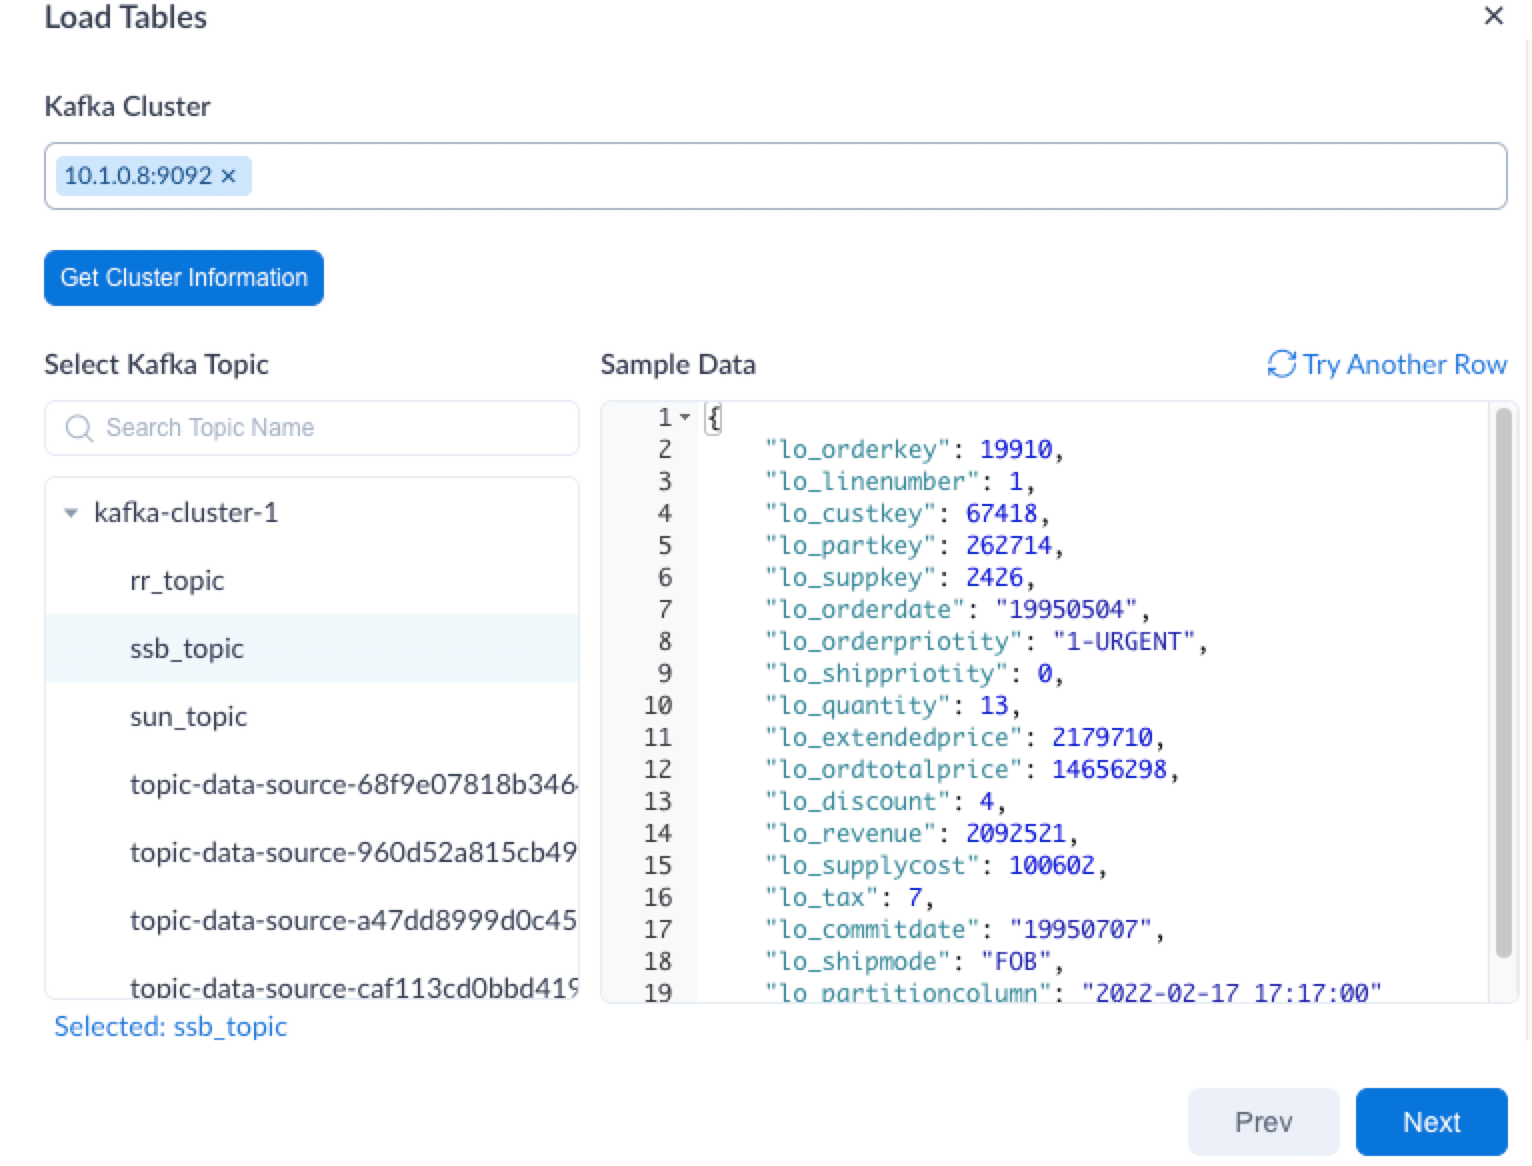 Load Tables
Kafka Cluster
10.1.0.8:9092 ×
Get Cluster Information
Select Kafka Topic
Search Topic Name
kafka-cluster-1
rr_topic
ssb_topic
sun_topic
topic-data-source-68f9e07818b346
topic-data-source-960d52a815cb49
topic-data-source-a47dd8999d0c45
topic-data-source-caf113cd0bbd419
Selected: ssb_topic
Sample Data
Try Another Row
1 {
2 "lo_orderkey": 19910,
3 "lo_linenumber": 1,
4 "lo_custkey": 67418,
5 "lo_partkey": 262714,
6 "lo_suppkey": 2426,
7 "lo_orderdate": "19950504",
8 "lo_orderpriotity": "1-URGENT",
9 "lo_shippriotity": 0,
10 "lo_quantity": 13,
11 "lo_extendedprice": 2179710,
12 "lo_ordtotalprice": 14656298,
13 "lo_discount": 4,
14 "lo_revenue": 2092521,
15 "lo_supplycost": 100602,
16 "lo_tax": 7,
17 "lo_commitdate": "19950707",
18 "lo_shipmode": "FOB",
19 "lo_partitioncolumn": "2022-02-17 17:17:00"
Prev
Next